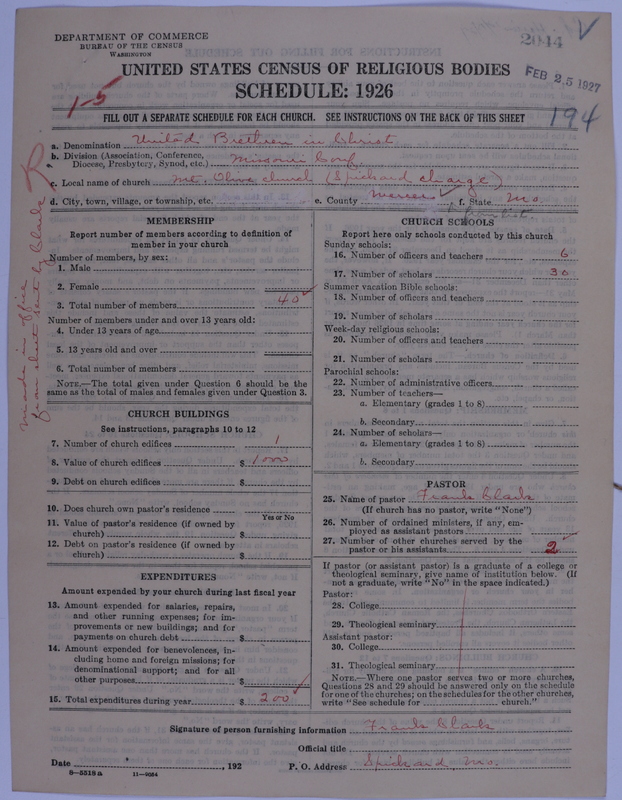 DEPARTMENT OF COMMERCE
BUREAU OF THE CENSUS
WASHINGTON
2044
FEB 25 1927
UNITED STATES CENSUS OF RELIGIOUS BODIES
SCHEDULE: 1926
1-5
194
FILL OUT A SEPARATE SCHEDULE FOR EACH CHURCH. SEE INSTRUCTIONS ON THE BACK OF THIS SHEET
a. Denomination United Brethren in Christ
b. Division (Association, Conference, Diocese, Presbytery, Synod, etc.) Missouri Conf.
c. Local name of church Mt. Olive church (Spickard charge)
d. City, town, village, or township, etc. e. County Mercer f. State Mo.
made in office
from sheet sent by Clark
MEMBERSHIP
Report number of members according to definition of
member in your church
Number of members, by sex:
1. Male
2. Female
3. Total number of members 40
Number of members under and over 13 years old:
4. Under 13 years of age
5. 13 years old and over
6. Total number of members
NOTE.—The total given under Question 6 should be the
same as the total of males and females given under Question 3.
CHURCH BUILDINGS
See instructions, paragraphs 10 to 12
7. Number of church edifices 1
8. Value of church edifices $ 1000
9. Debt on church edifices $
10. Does church own pastor's residence
Yes or No
11. Value of pastor's residence (if owned by
church) $
12. Debt on pastor's residence (if owned by
church) $
EXPENDITURES
Amount expended by your church during last fiscal year
13. Amount expended for salaries, repairs,
and other running expenses; for im-
provements or new buildings; and for
payments on church debt $
14. Amount expended for benevolences, in-
cluding home and foreign missions; for
denominational support; and for all
other purposes $
15. Total expenditures during year $ 200
CHURCH SCHOOLS
Report here only schools conducted by this church
Sunday schools:
16. Number of officers and teachers 6
17. Number of scholars 30
Summer vacation Bible schools:
18. Number of officers and teachers
19. Number of scholars
Week-day religious schools:
20. Number of officers and teachers
21. Number of scholars
Parochial schools:
22. Number of administrative officers
23. Number of teachers—
a. Elementary (grades 1 to 8)
b. Secondary
24. Number of scholars—
a. Elementary (grades 1 to 8)
b. Secondary
PASTOR
25. Name of pastor Frank Clark
(If church has no pastor, write "None")
26. Number of ordained ministers, if any, em-
ployed as assistant pastors
27. Number of other churches served by the
pastor or his assistants 2
If pastor (or assistant pastor) is a graduate of a college or
theological seminary, give name of institution below. (If
not a graduate, write "No" in the space indicated.)
Pastor:
28. College
29. Theological seminary
Assistant pastor:
30. College
31. Theological seminary
NOTE.—Where one pastor serves two or more churches,
Questions 28 and 29 should be answered only on the schedule
for one of the churches; on the schedules for the other churches,
write "See schedule for church."
Signature of person furnishing information Frank Clark
Official title
Date , 192 P. O. Address Spickard Mo.
8—5518a 11—9054